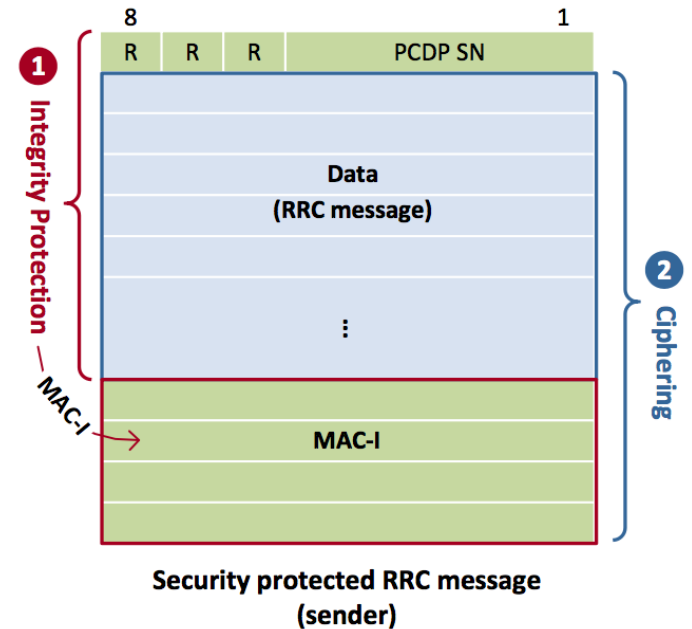 8 1
R R R PCDP SN
1
Integrity Protection
Data
(RRC message)
2
Ciphering
⋮
MAC-I
MAC-I
Security protected RRC message
(sender)